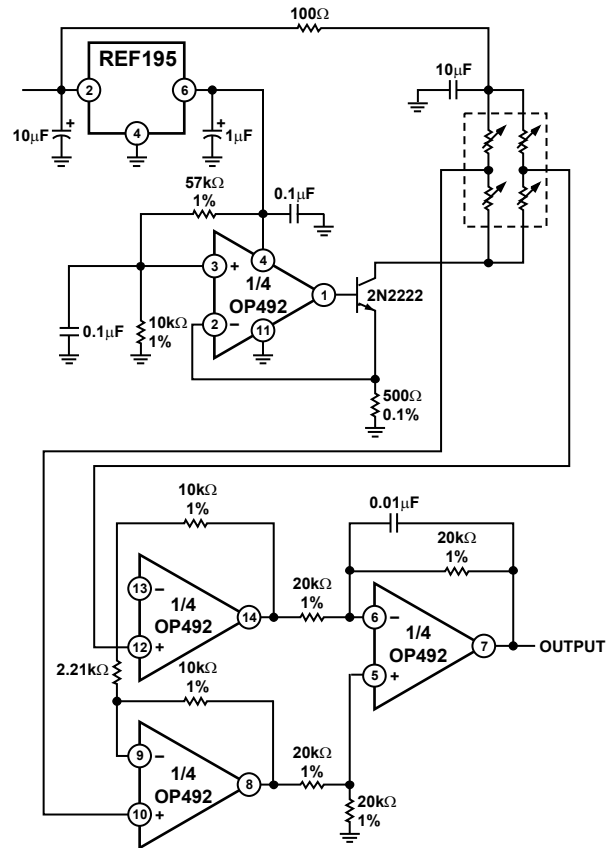 100Ω
REF195
2
6
4
10µF
+
1µF
+
10µF
57kΩ
1%
0.1µF
4
3
+
1/4
OP492
1
2N2222
2
−
11
0.1µF
10kΩ
1%
500Ω
0.1%
10kΩ
1%
0.01µF
20kΩ
1%
13
−
1/4
OP492
14
12
+
20kΩ
1%
6
−
1/4
OP492
7
OUTPUT
5
+
2.21kΩ
10kΩ
1%
9
−
1/4
OP492
8
10
+
20kΩ
1%
20kΩ
1%